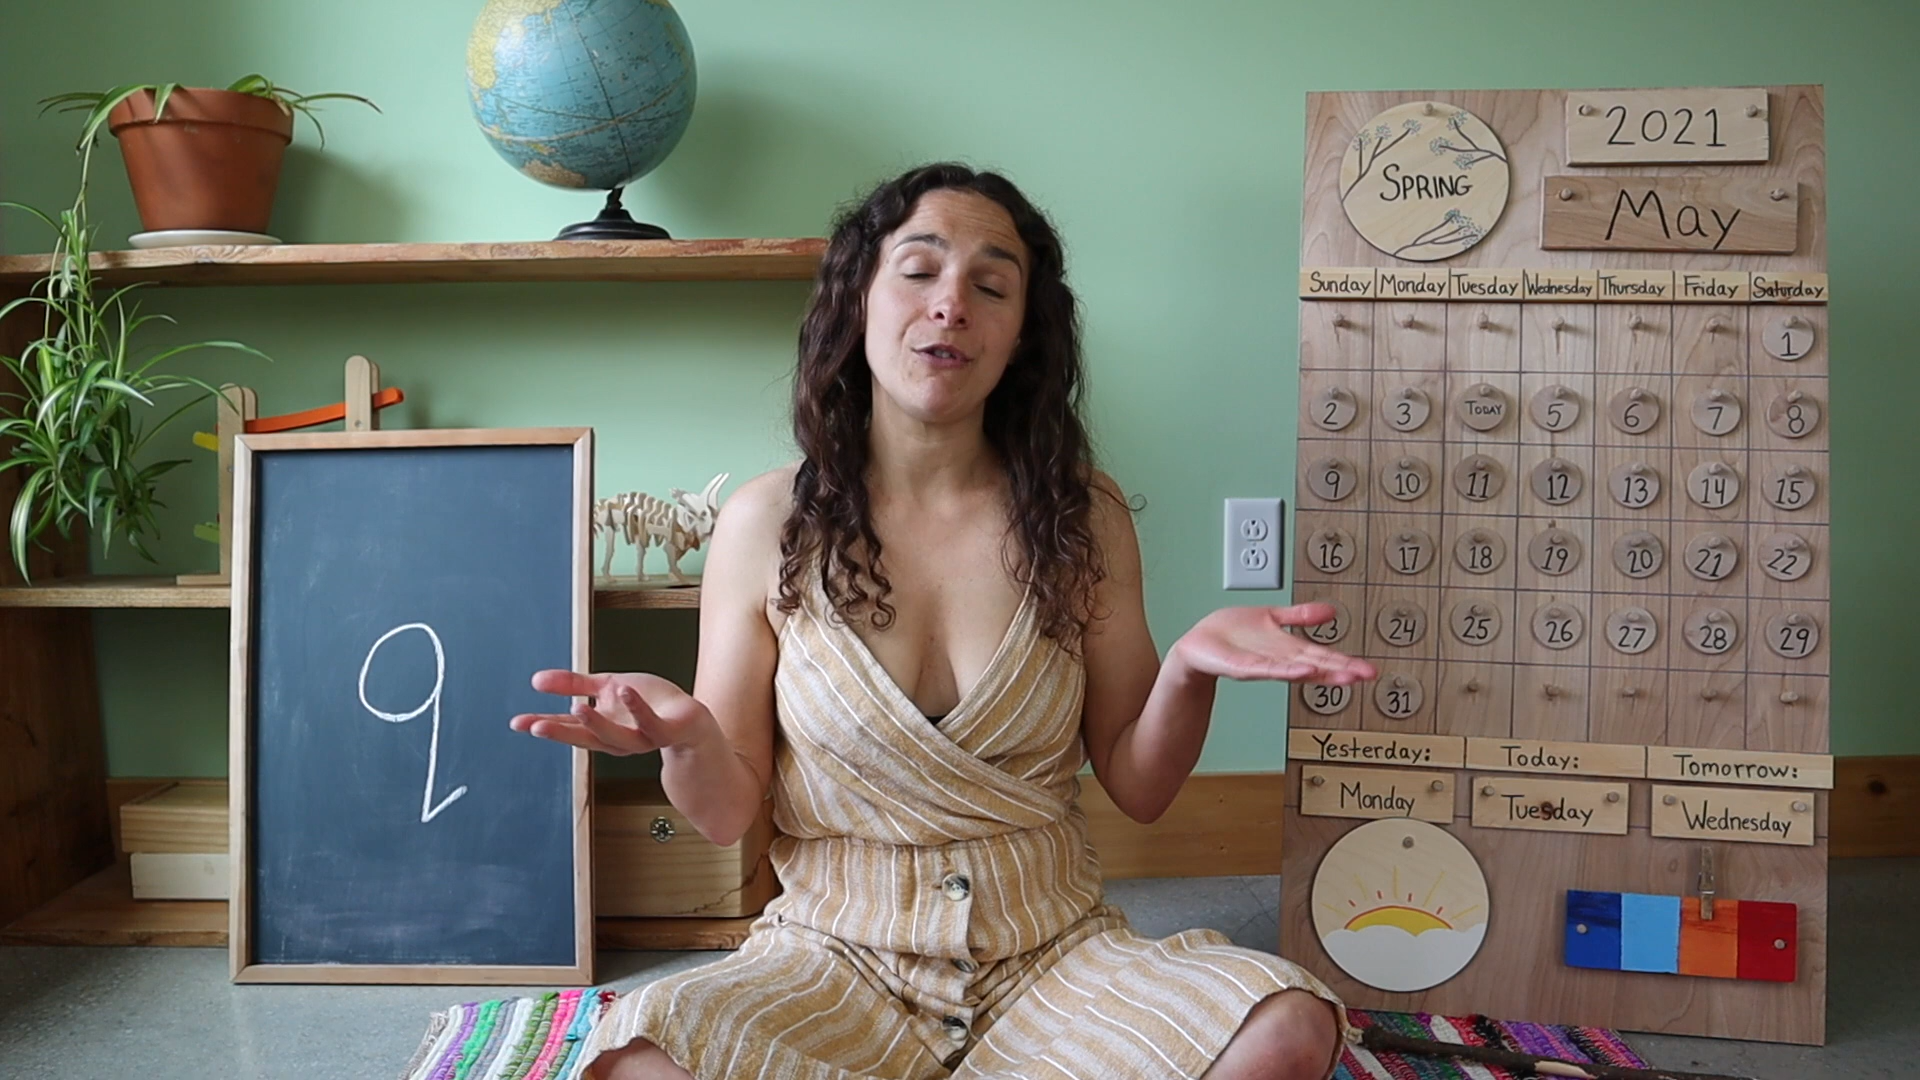 q
SPRING
2021
May
Sunday Monday Tuesday Wednesday Thursday Friday Saturday
1
2 3 TODAY 5 6 7 8
9 10 11 12 13 14 15
16 17 18 19 20 21 22
23 24 25 26 27 28 29
30 31
Yesterday: Today: Tomorrow:
Monday Tuesday Wednesday